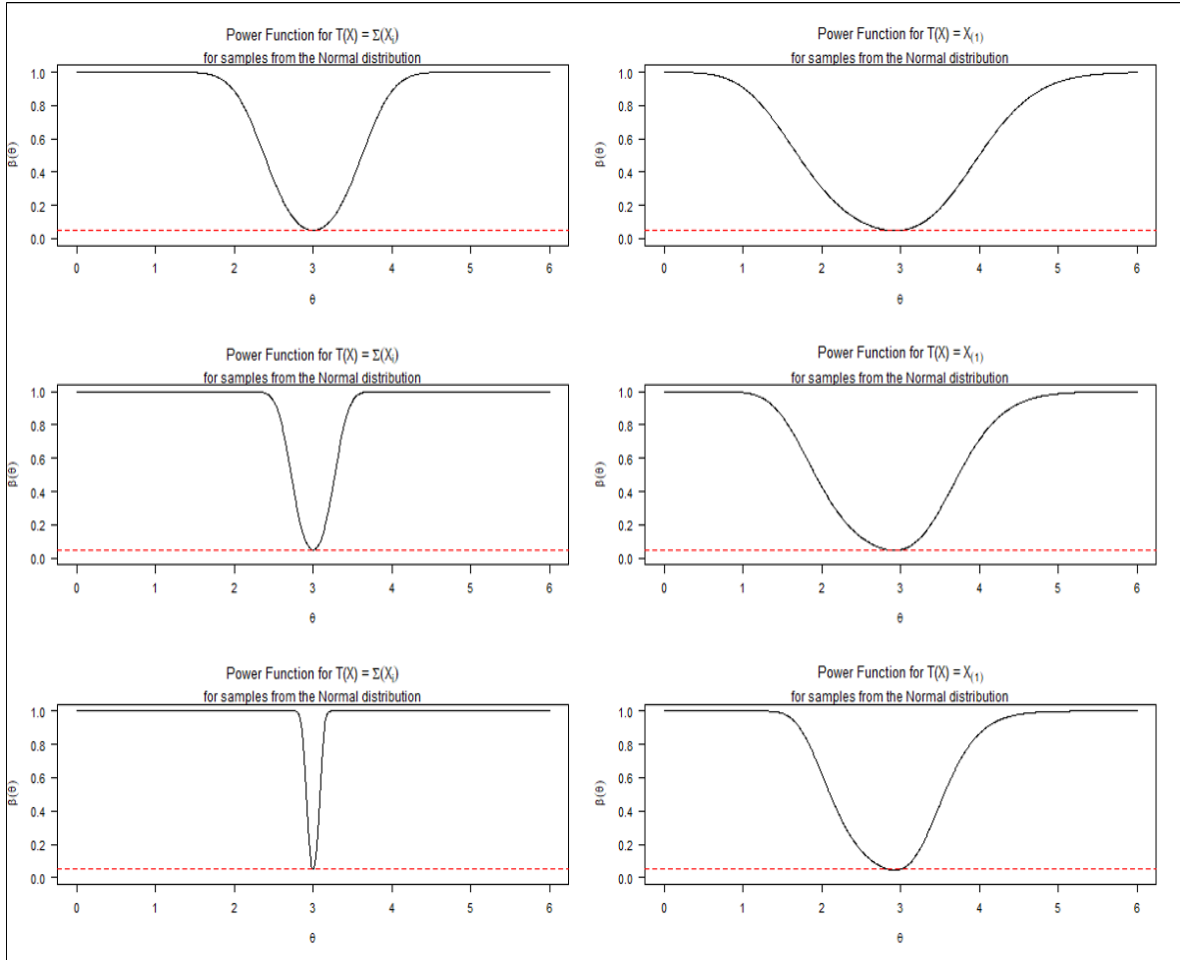 Power Function for T(X) = Σ(Xᵢ)
for samples from the Normal distribution
β(θ)
1.0
0.8
0.6
0.4
0.2
0.0
0 1 2 3 4 5 6
θ
Power Function for T(X) = X₍₁₎
for samples from the Normal distribution
β(θ)
1.0
0.8
0.6
0.4
0.2
0.0
0 1 2 3 4 5 6
θ
Power Function for T(X) = Σ(Xᵢ)
for samples from the Normal distribution
β(θ)
1.0
0.8
0.6
0.4
0.2
0.0
0 1 2 3 4 5 6
θ
Power Function for T(X) = X₍₁₎
for samples from the Normal distribution
β(θ)
1.0
0.8
0.6
0.4
0.2
0.0
0 1 2 3 4 5 6
θ
Power Function for T(X) = Σ(Xᵢ)
for samples from the Normal distribution
β(θ)
1.0
0.8
0.6
0.4
0.2
0.0
0 1 2 3 4 5 6
θ
Power Function for T(X) = X₍₁₎
for samples from the Normal distribution
β(θ)
1.0
0.8
0.6
0.4
0.2
0.0
0 1 2 3 4 5 6
θ